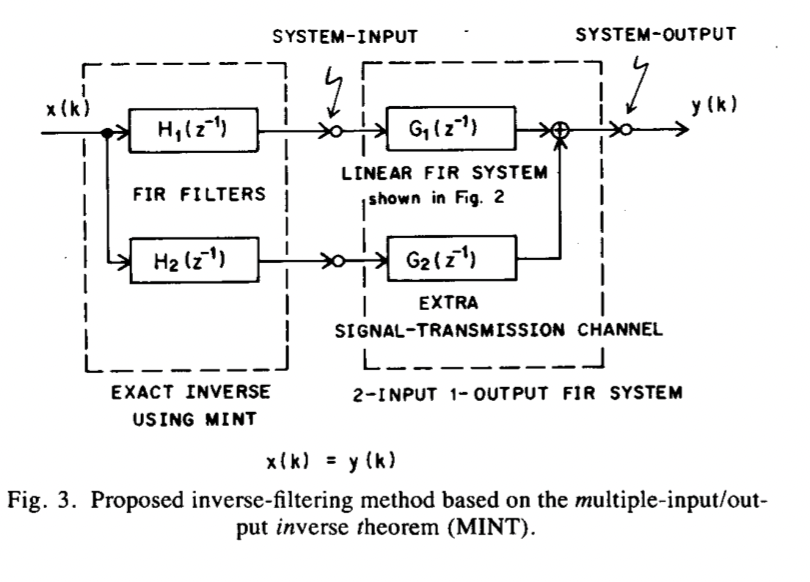 SYSTEM-INPUT
SYSTEM-OUTPUT
x(k)
H₁(z⁻¹)
G₁(z⁻¹)
y(k)
LINEAR FIR SYSTEM
FIR FILTERS
shown in Fig. 2
H₂(z⁻¹)
G₂(z⁻¹)
EXTRA
SIGNAL-TRANSMISSION CHANNEL
EXACT INVERSE
USING MINT
2-INPUT 1-OUTPUT FIR SYSTEM
x(k) = y(k)
Fig. 3. Proposed inverse-filtering method based on the multiple-input/out-
put inverse theorem (MINT).